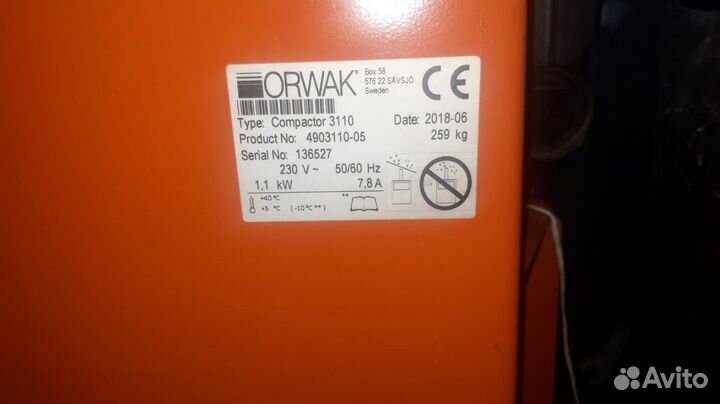 ORWAK®
Box 58
576 22 SÄVSJÖ
Sweden
CE
Type: Compactor 3110
Date: 2018-06
Product No: 4903110-05
259 kg
Serial No: 136527
230 V ~ 50/60 Hz
1,1 kW 7,8 A
+40 °C
+5 °C (-10°C **)
**
Avito